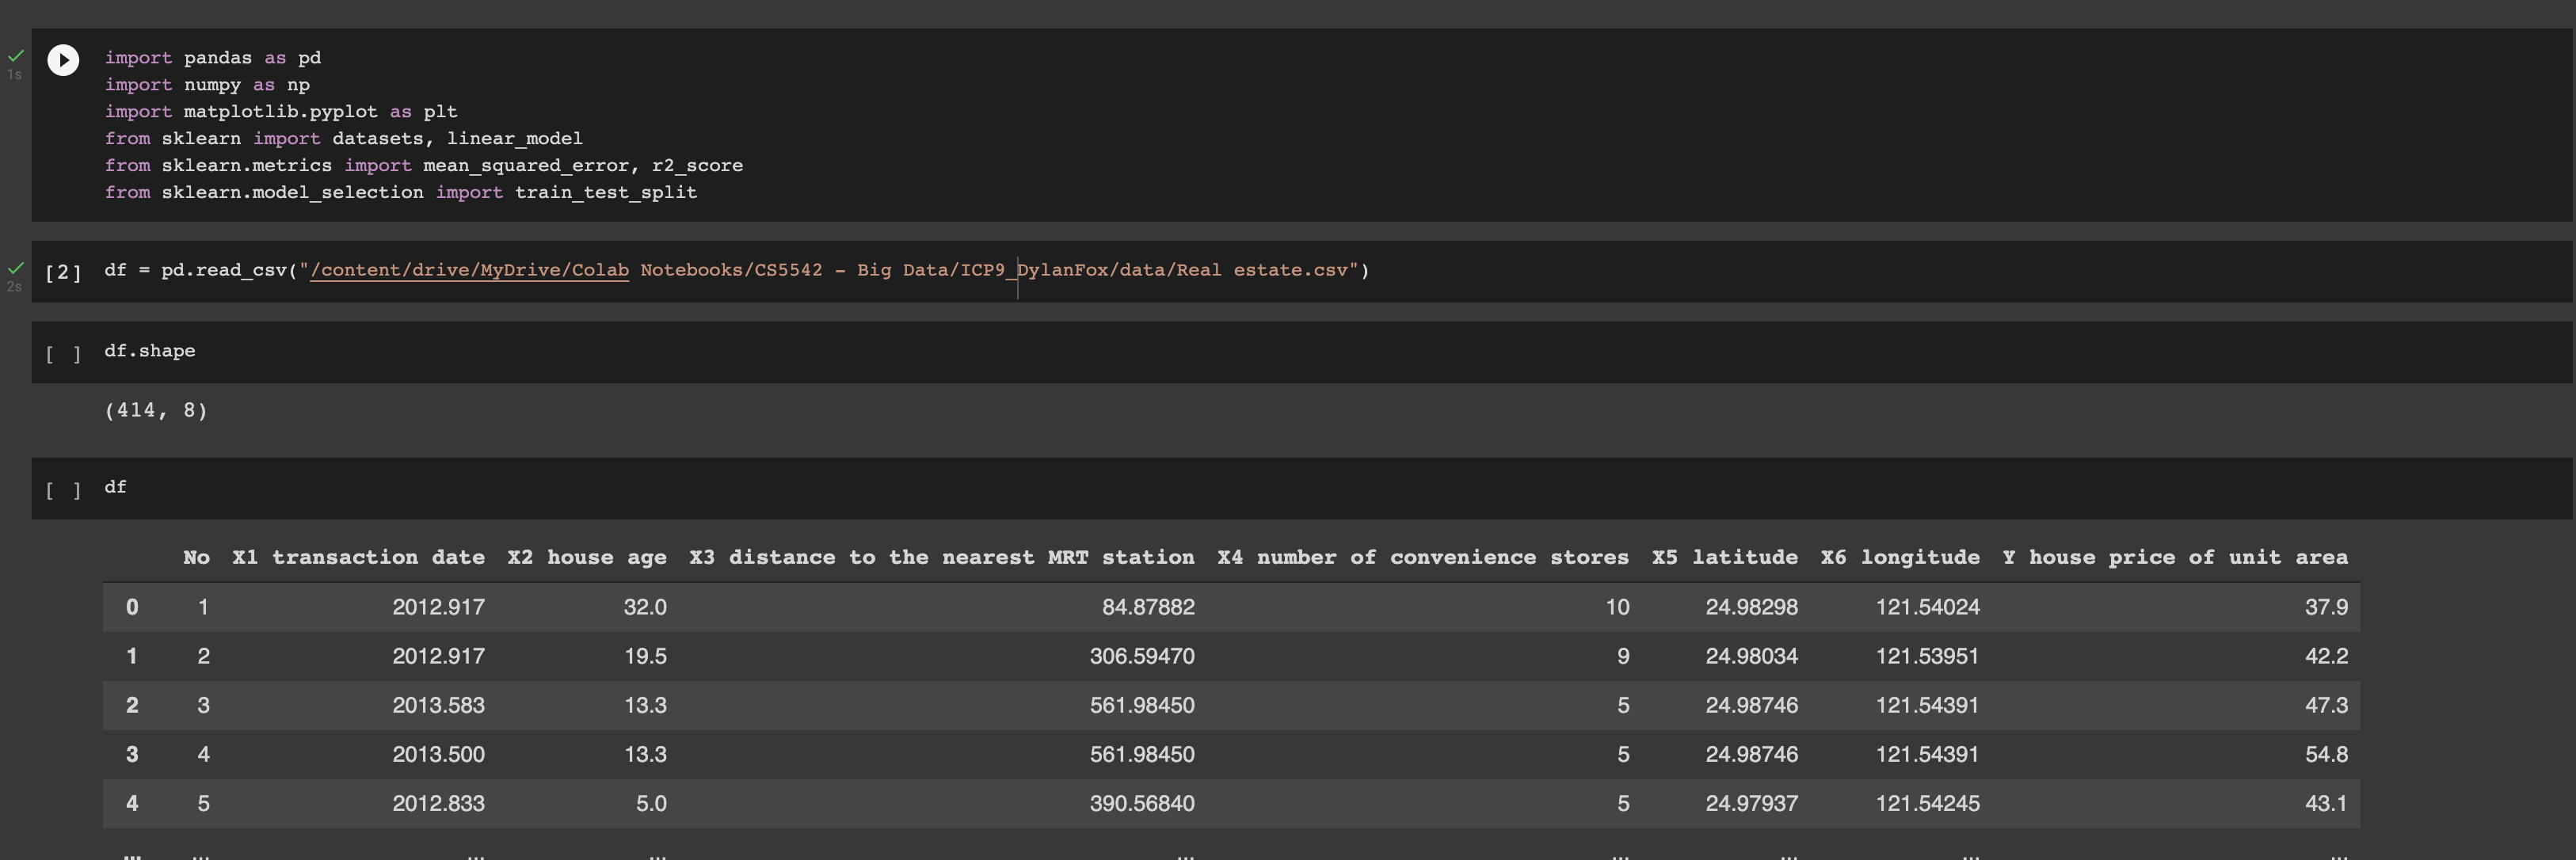 import pandas as pd
1s
import numpy as np
import matplotlib.pyplot as plt
from sklearn import datasets, linear_model
from sklearn.metrics import mean_squared_error, r2_score
from sklearn.model_selection import train_test_split
[2] df = pd.read_csv("/content/drive/MyDrive/Colab Notebooks/CS5542 - Big Data/ICP9_DylanFox/data/Real estate.csv")
2s
[ ] df.shape
(414, 8)
[ ] df
No X1 transaction date X2 house age X3 distance to the nearest MRT station X4 number of convenience stores X5 latitude X6 longitude Y house price of unit area
0 1 2012.917 32.0 84.87882 10 24.98298 121.54024 37.9
1 2 2012.917 19.5 306.59470 9 24.98034 121.53951 42.2
2 3 2013.583 13.3 561.98450 5 24.98746 121.54391 47.3
3 4 2013.500 13.3 561.98450 5 24.98746 121.54391 54.8
4 5 2012.833 5.0 390.56840 5 24.97937 121.54245 43.1
... ... ... ... ... ... ... ... ...